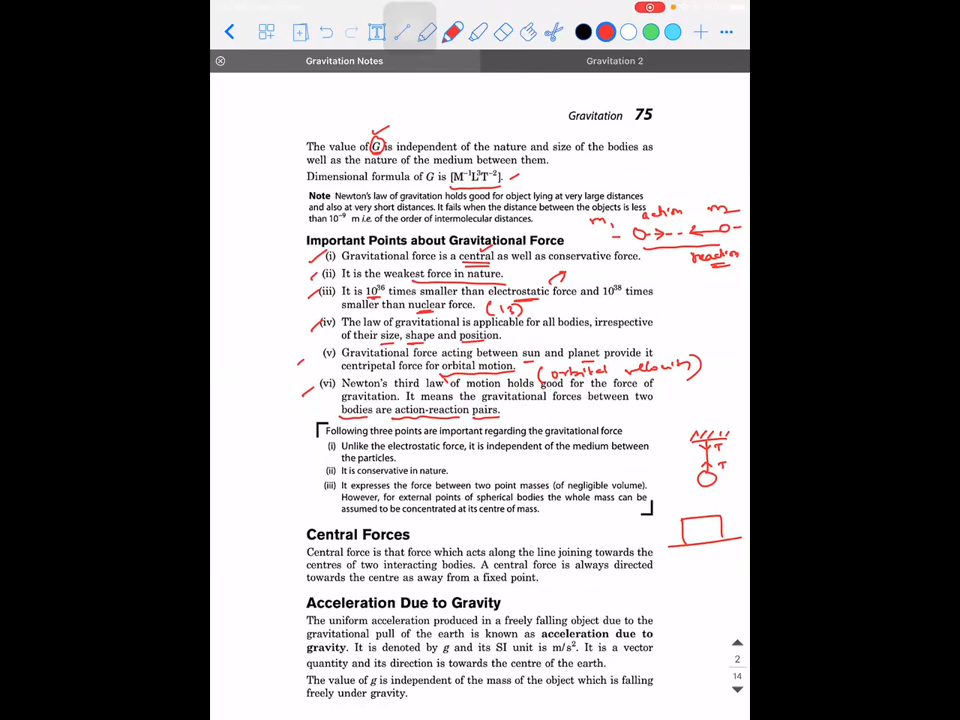 Gravitation Notes
Gravitation 2
Gravitation 75
The value of G is independent of the nature and size of the bodies as
well as the nature of the medium between them.
Dimensional formula of G is [M⁻¹L³T⁻²].
Note Newton's law of gravitation holds good for object lying at very large distances
and also at very short distances. It fails when the distance between the objects is less
than 10⁻⁹ m i.e. of the order of intermolecular distances.
m₁ action m₂
reaction
Important Points about Gravitational Force
(i) Gravitational force is a central as well as conservative force.
(ii) It is the weakest force in nature.
(iii) It is 10³⁶ times smaller than electrostatic force and 10³⁸ times
smaller than nuclear force. (13)
(iv) The law of gravitational is applicable for all bodies, irrespective
of their size, shape and position.
(v) Gravitational force acting between sun and planet provide it
centripetal force for orbital motion. (orbital velocity)
(vi) Newton's third law of motion holds good for the force of
gravitation. It means the gravitational forces between two
bodies are action-reaction pairs.
Following three points are important regarding the gravitational force
(i) Unlike the electrostatic force, it is independent of the medium between
the particles.
(ii) It is conservative in nature.
(iii) It expresses the force between two point masses (of negligible volume).
However, for external points of spherical bodies the whole mass can be
assumed to be concentrated at its centre of mass.
T
T
Central Forces
Central force is that force which acts along the line joining towards the
centres of two interacting bodies. A central force is always directed
towards the centre as away from a fixed point.
Acceleration Due to Gravity
The uniform acceleration produced in a freely falling object due to the
gravitational pull of the earth is known as acceleration due to
gravity. It is denoted by g and its SI unit is m/s². It is a vector
quantity and its direction is towards the centre of the earth.
The value of g is independent of the mass of the object which is falling
freely under gravity.
2
14